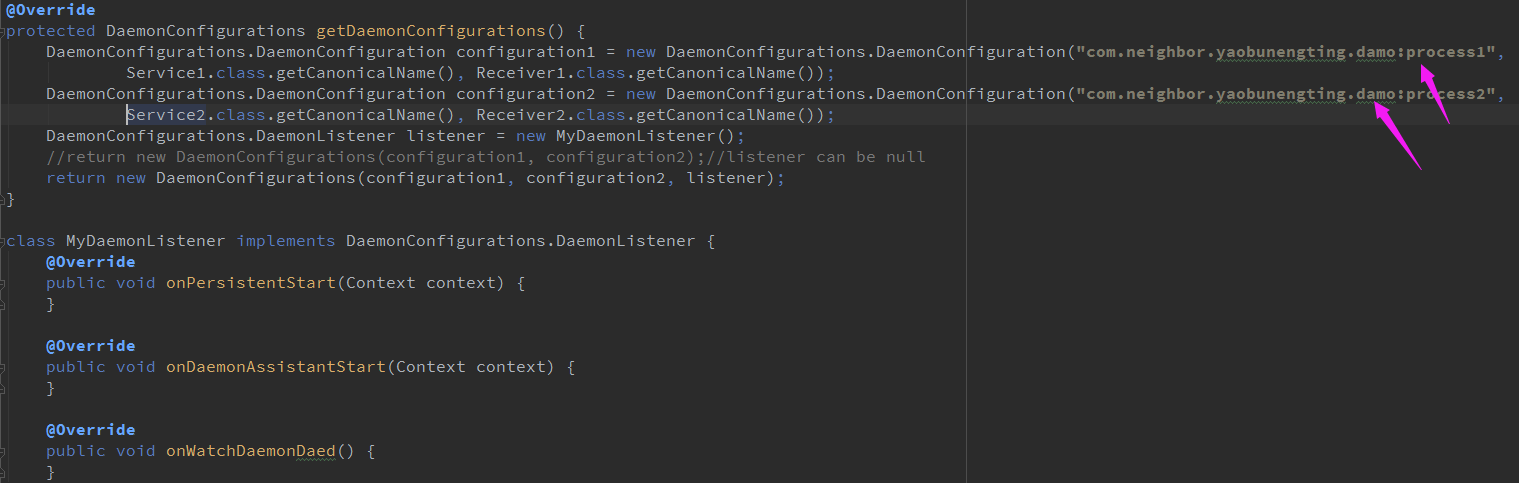 @Override
protected DaemonConfigurations getDaemonConfigurations() {
DaemonConfigurations.DaemonConfiguration configuration1 = new DaemonConfigurations.DaemonConfiguration("com.neighbor.yaobunengting.damo:process1",
Service1.class.getCanonicalName(), Receiver1.class.getCanonicalName());
DaemonConfigurations.DaemonConfiguration configuration2 = new DaemonConfigurations.DaemonConfiguration("com.neighbor.yaobunengting.damo:process2",
Service2.class.getCanonicalName(), Receiver2.class.getCanonicalName());
DaemonConfigurations.DaemonListener listener = new MyDaemonListener();
//return new DaemonConfigurations(configuration1, configuration2);//listener can be null
return new DaemonConfigurations(configuration1, configuration2, listener);
}
class MyDaemonListener implements DaemonConfigurations.DaemonListener {
@Override
public void onPersistentStart(Context context) {
}
@Override
public void onDaemonAssistantStart(Context context) {
}
@Override
public void onWatchDaemonDaed() {
}